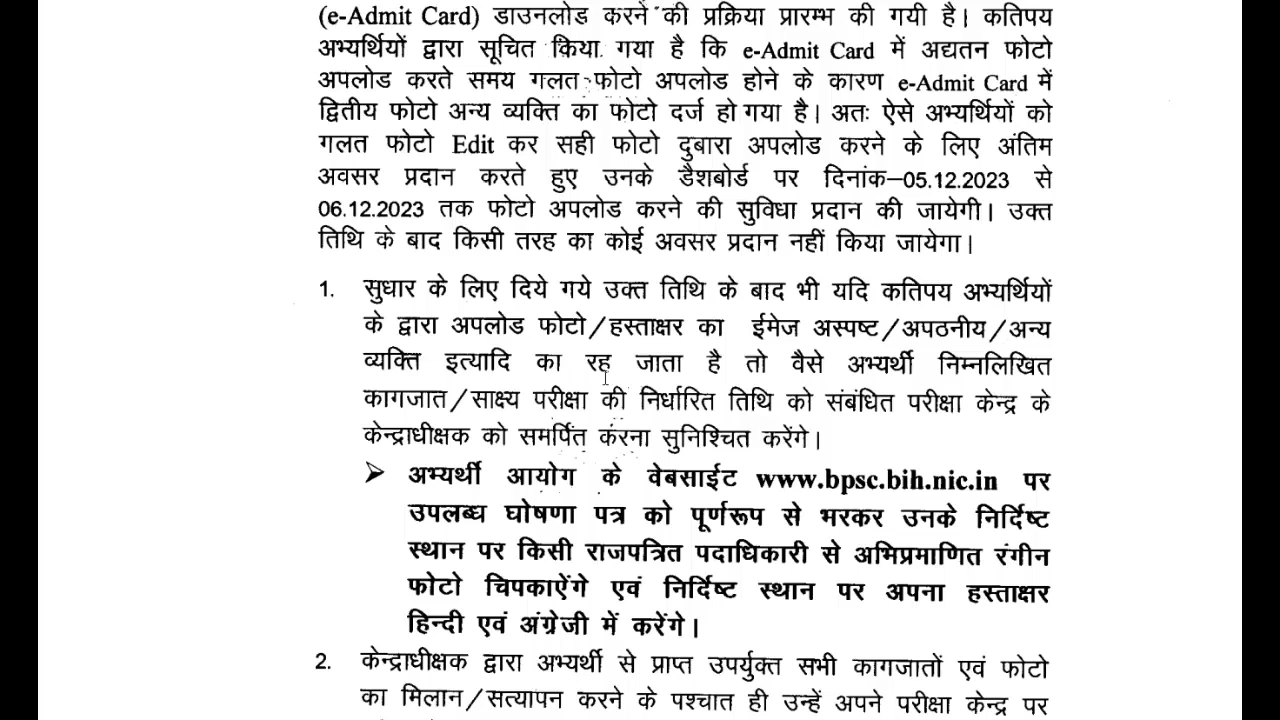 (e-Admit Card) डाउनलोड करने की प्रक्रिया प्रारम्भ की गयी है। कतिपय
अभ्यर्थियों द्वारा सूचित किया गया है कि e-Admit Card में अद्यतन फोटो
अपलोड करते समय गलत फोटो अपलोड होने के कारण e-Admit Card में
द्वितीय फोटो अन्य व्यक्ति का फोटो दर्ज हो गया है। अतः ऐसे अभ्यर्थियों को
गलत फोटो Edit कर सही फोटो दुबारा अपलोड करने के लिए अंतिम
अवसर प्रदान करते हुए उनके डैशबोर्ड पर दिनांक–05.12.2023 से
06.12.2023 तक फोटो अपलोड करने की सुविधा प्रदान की जायेगी। उक्त
तिथि के बाद किसी तरह का कोई अवसर प्रदान नहीं किया जायेगा।
1. सुधार के लिए दिये गये उक्त तिथि के बाद भी यदि कतिपय अभ्यर्थियों
के द्वारा अपलोड फोटो/हस्ताक्षर का ईमेज अस्पष्ट/अपठनीय/अन्य
व्यक्ति इत्यादि का रह जाता है तो वैसे अभ्यर्थी निम्नलिखित
कागजात/साक्ष्य परीक्षा की निर्धारित तिथि को संबंधित परीक्षा केन्द्र के
केन्द्राधीक्षक को समर्पित करना सुनिश्चित करेंगे।
➢ अभ्यर्थी आयोग के वेबसाईट www.bpsc.bih.nic.in पर
उपलब्ध घोषणा पत्र को पूर्णरूप से भरकर उनके निर्दिष्ट
स्थान पर किसी राजपत्रित पदाधिकारी से अभिप्रमाणित रंगीन
फोटो चिपकाऐंगे एवं निर्दिष्ट स्थान पर अपना हस्ताक्षर
हिन्दी एवं अंग्रेजी में करेंगे।
2. केन्द्राधीक्षक द्वारा अभ्यर्थी से प्राप्त उपर्युक्त सभी कागजातों एवं फोटो
का मिलान/सत्यापन करने के पश्चात ही उन्हें अपने परीक्षा केन्द्र पर